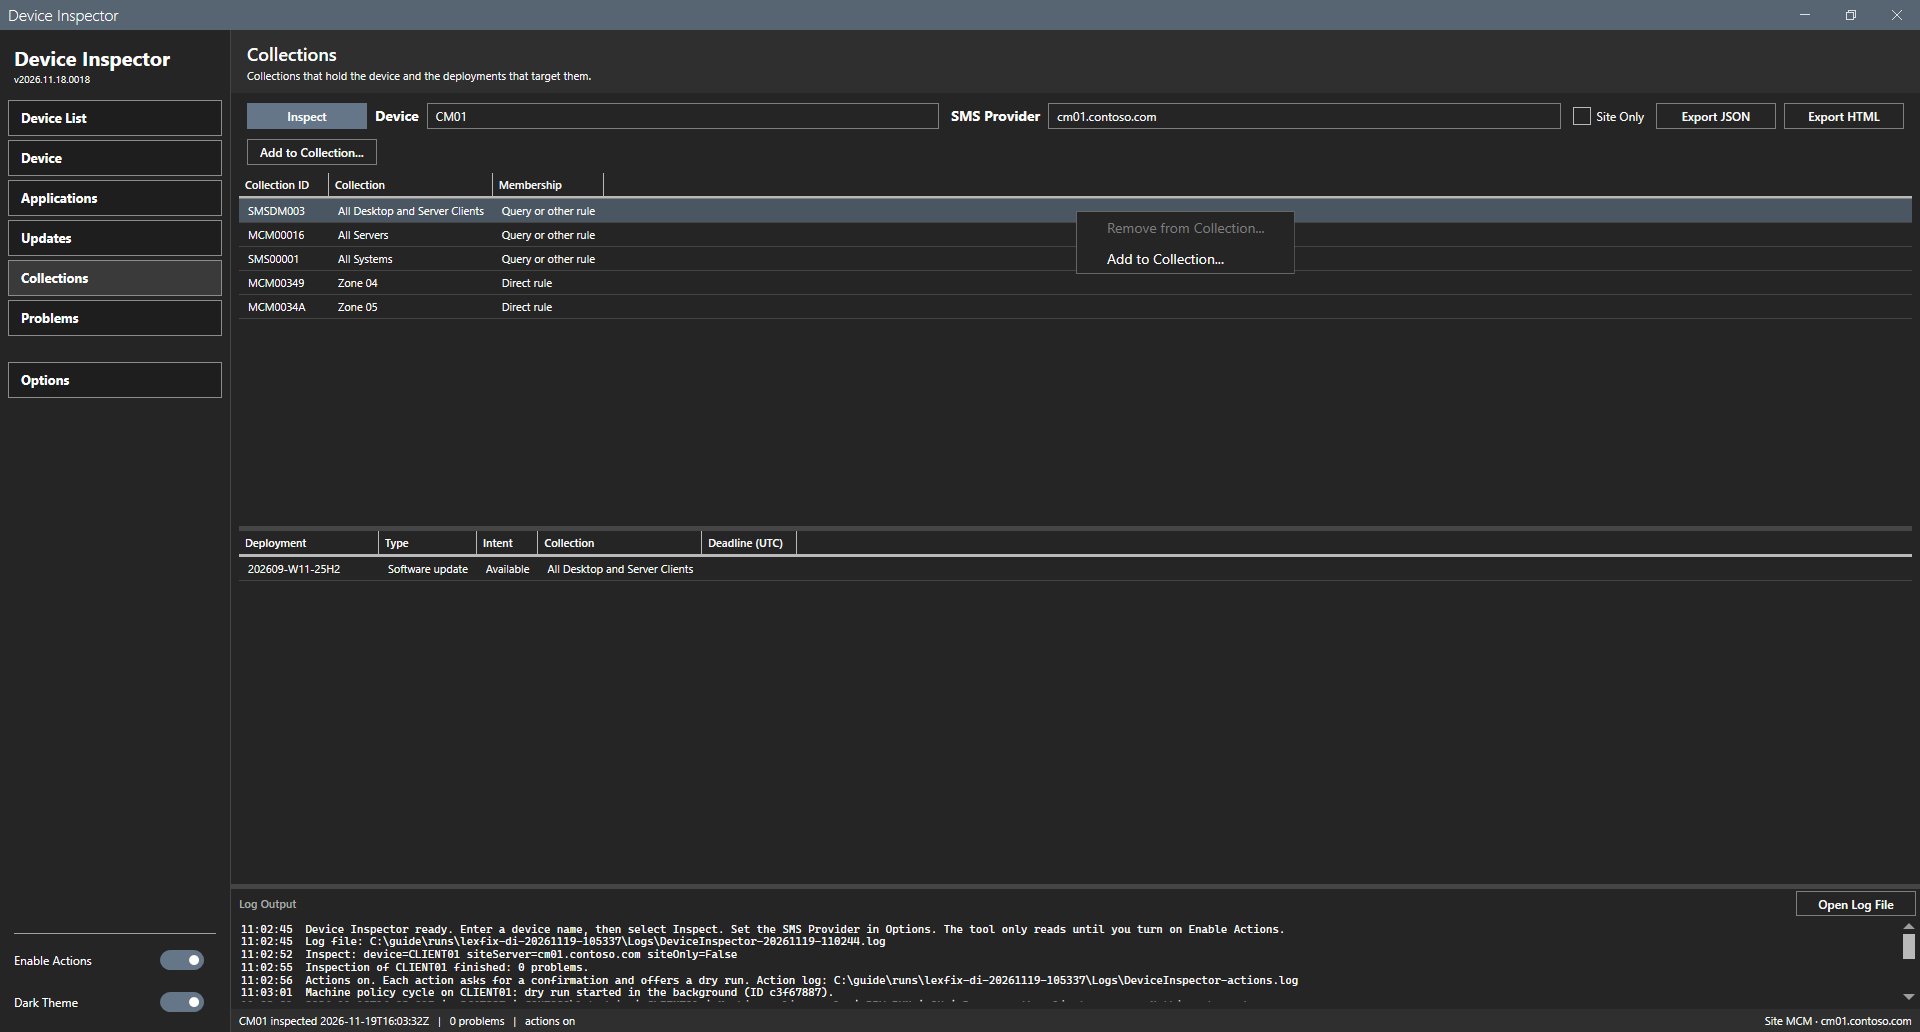 Device Inspector
Device Inspector
v2026.11.18.0018
Device List
Device
Applications
Updates
Collections
Problems
Options
Enable Actions
Dark Theme
Collections
Collections that hold the device and the deployments that target them.
Inspect Device CM01 SMS Provider cm01.contoso.com Site Only Export JSON Export HTML
Add to Collection...
Collection ID Collection Membership
SMSDM003 All Desktop and Server Clients Query or other rule
MCM00016 All Servers Query or other rule
SMS00001 All Systems Query or other rule
MCM00349 Zone 04 Direct rule
MCM0034A Zone 05 Direct rule
Remove from Collection...
Add to Collection...
Deployment Type Intent Collection Deadline (UTC)
202609-W11-25H2 Software update Available All Desktop and Server Clients
Log Output Open Log File
11:02:45 Device Inspector ready. Enter a device name, then select Inspect. Set the SMS Provider in Options. The tool only reads until you turn on Enable Actions.
11:02:45 Log file: C:\guide\runs\lexfix-di-20261119-105337\Logs\DeviceInspector-20261119-110244.log
11:02:52 Inspect: device=CLIENT01 siteServer=cm01.contoso.com siteOnly=False
11:02:55 Inspection of CLIENT01 finished: 0 problems.
11:02:56 Actions on. Each action asks for a confirmation and offers a dry run. Action log: C:\guide\runs\lexfix-di-20261119-105337\Logs\DeviceInspector-actions.log
11:03:01 Machine policy cycle on CLIENT01: dry run started in the background (ID c3f67887).
CM01 inspected 2026-11-19T16:03:32Z | 0 problems | actions on
Site MCM · cm01.contoso.com